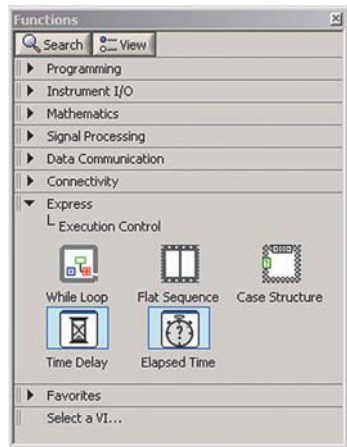 Functions
Search View
Programming
Instrument I/O
Mathematics
Signal Processing
Data Communication
Connectivity
Express
Execution Control
While Loop Flat Sequence Case Structure
Time Delay Elapsed Time
Favorites
Select a VI...